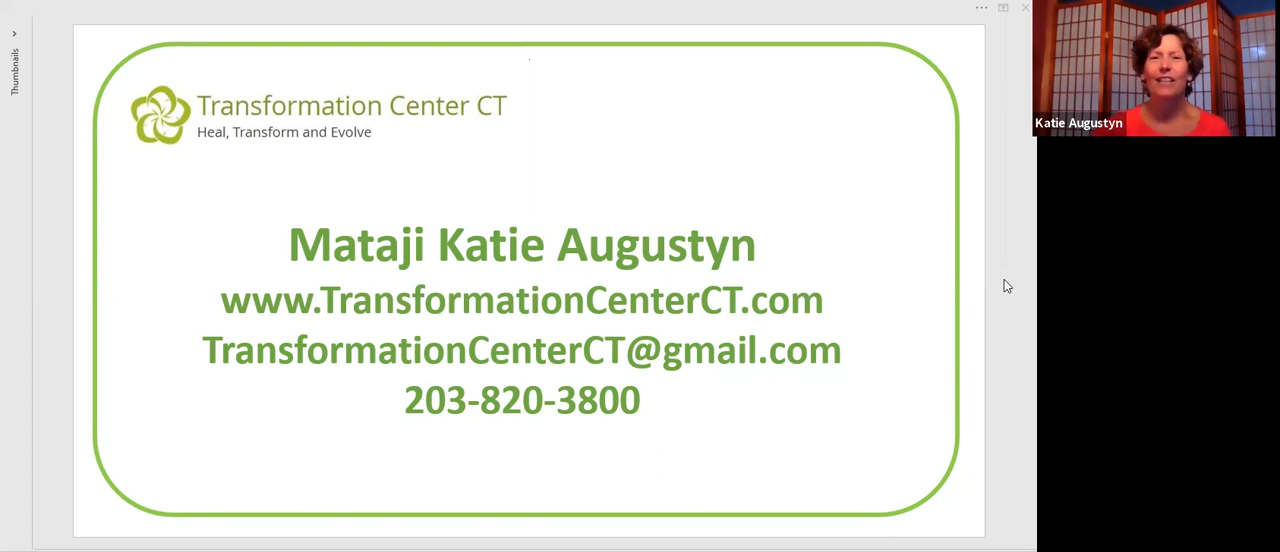 Thumbnails
Transformation Center CT
Heal, Transform and Evolve
Mataji Katie Augustyn
www.TransformationCenterCT.com
TransformationCenterCT@gmail.com
203-820-3800
Katie Augustyn